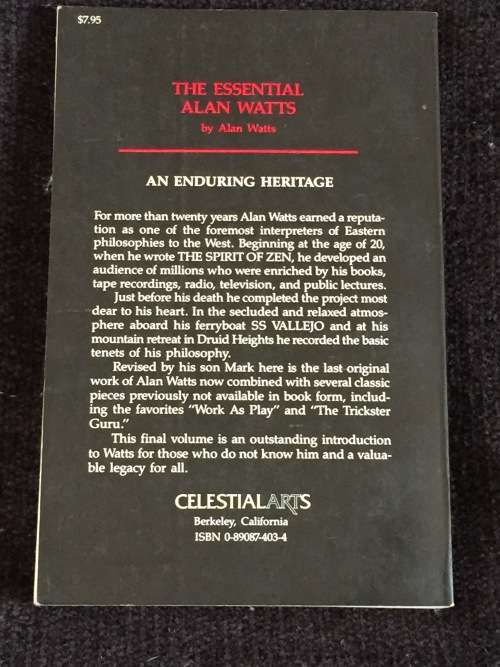 $7.95
THE ESSENTIAL
ALAN WATTS
by Alan Watts
AN ENDURING HERITAGE
For more than twenty years Alan Watts earned a reputa-
tion as one of the foremost interpreters of Eastern
philosophies to the West. Beginning at the age of 20,
when he wrote THE SPIRIT OF ZEN, he developed an
audience of millions who were enriched by his books,
tape recordings, radio, television, and public lectures.
Just before his death he completed the project most
dear to his heart. In the secluded and relaxed atmos-
phere aboard his ferryboat SS VALLEJO and at his
mountain retreat in Druid Heights he recorded the basic
tenets of his philosophy.
Revised by his son Mark here is the last original
work of Alan Watts now combined with several classic
pieces previously not available in book form, includ-
ing the favorites "Work As Play" and "The Trickster
Guru."
This final volume is an outstanding introduction
to Watts for those who do not know him and a valua-
ble legacy for all.
CELESTIALARTS
Berkeley, California
ISBN 0-89087-403-4